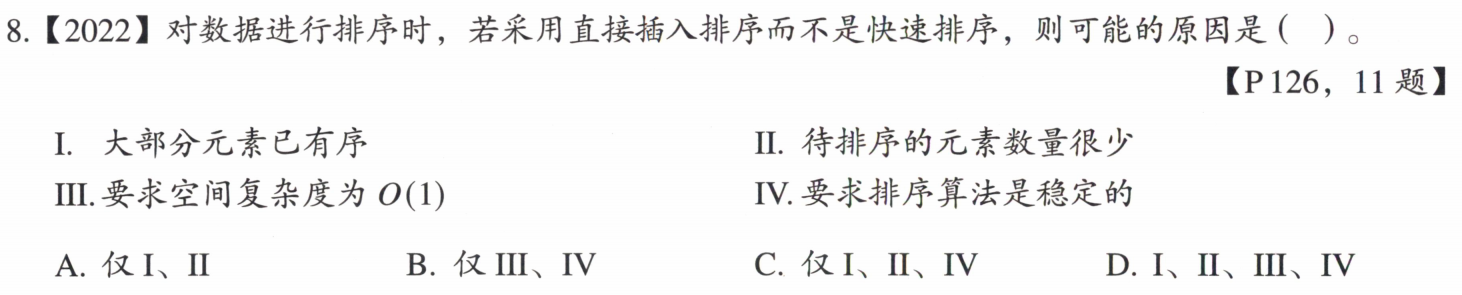 8.【2022】对数据进行排序时，若采用直接插入排序而不是快速排序，则可能的原因是（ ）。
【P 126，11 题】
I. 大部分元素已有序 II. 待排序的元素数量很少
III. 要求空间复杂度为 O(1) IV. 要求排序算法是稳定的
A. 仅 I、II B. 仅 III、IV C. 仅 I、II、IV D. I、II、III、IV